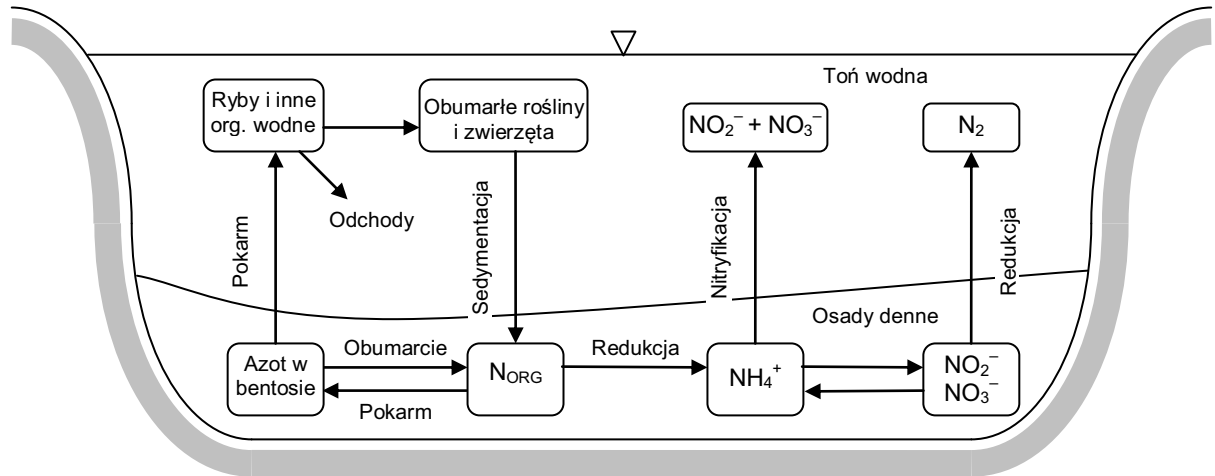 Toń wodna
Ryby i inne
org. wodne
Obumarłe rośliny
i zwierzęta
NO₂⁻ + NO₃⁻
N₂
Odchody
Pokarm
Sedymentacja
Nitryfikacja
Redukcja
Osady denne
Azot w
bentosie
Obumarcie
Pokarm
N_ORG
Redukcja
NH₄⁺
NO₂⁻
NO₃⁻